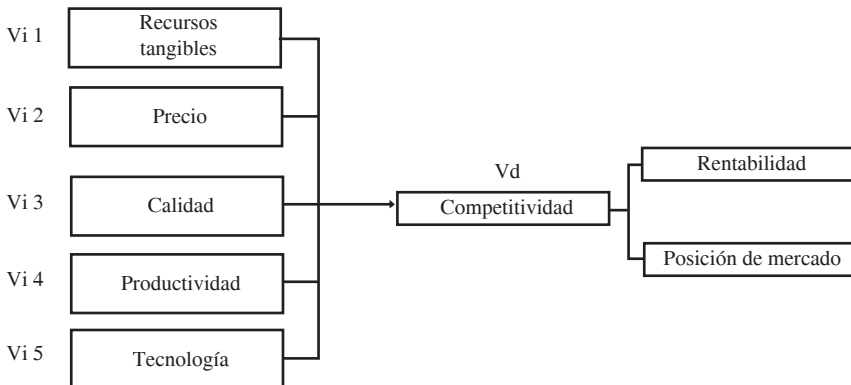 Vi 1
Recursos
tangibles
Vi 2
Precio
Vi 3
Calidad
Vi 4
Productividad
Vi 5
Tecnología
Vd
Competitividad
Rentabilidad
Posición de mercado